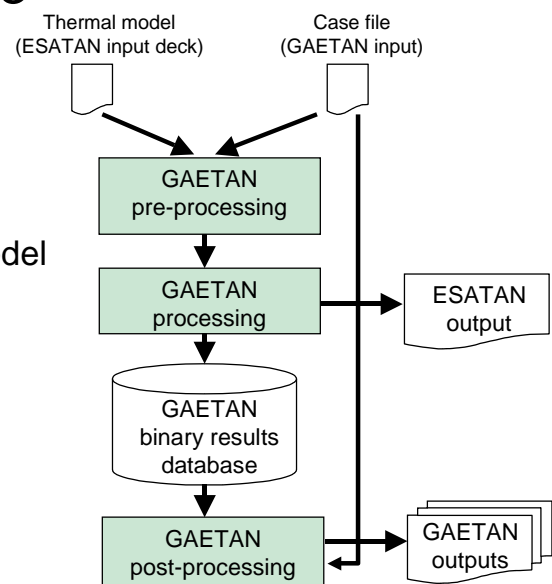 Thermal model
(ESATAN input deck)
Case file
(GAETAN input)
GAETAN
pre-processing
del
GAETAN
processing
ESATAN
output
GAETAN
binary results
database
GAETAN
post-processing
GAETAN
outputs